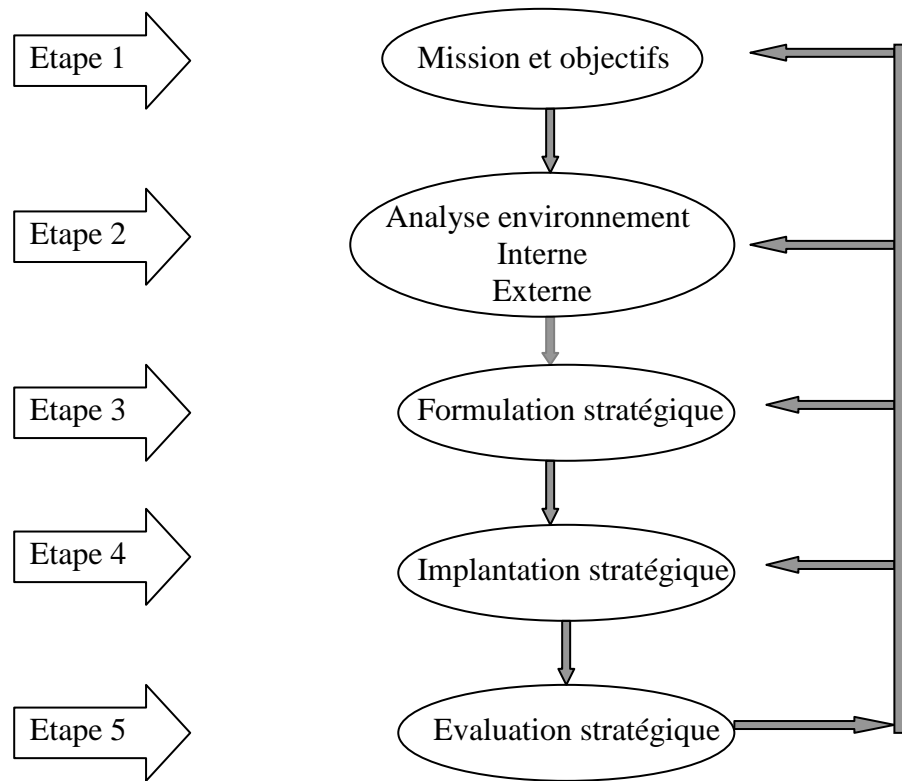 Etape 1
Mission et objectifs
Etape 2
Analyse environnement
Interne
Externe
Etape 3
Formulation stratégique
Etape 4
Implantation stratégique
Etape 5
Evaluation stratégique